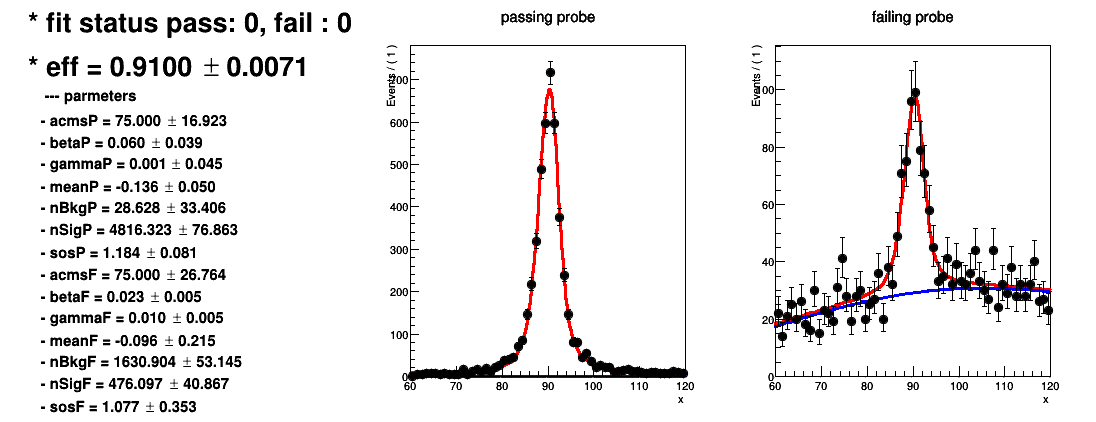 * fit status pass: 0, fail : 0
* eff = 0.9100 ± 0.0071
--- parmeters
- acmsP = 75.000 ± 16.923
- betaP = 0.060 ± 0.039
- gammaP = 0.001 ± 0.045
- meanP = -0.136 ± 0.050
- nBkgP = 28.628 ± 33.406
- nSigP = 4816.323 ± 76.863
- sosP = 1.184 ± 0.081
- acmsF = 75.000 ± 26.764
- betaF = 0.023 ± 0.005
- gammaF = 0.010 ± 0.005
- meanF = -0.096 ± 0.215
- nBkgF = 1630.904 ± 53.145
- nSigF = 476.097 ± 40.867
- sosF = 1.077 ± 0.353
passing probe
Events / ( 1 )
700
600
500
400
300
200
100
0
60 70 80 90 100 110 120
x
failing probe
Events / ( 1 )
100
80
60
40
20
0
60 70 80 90 100 110 120
x